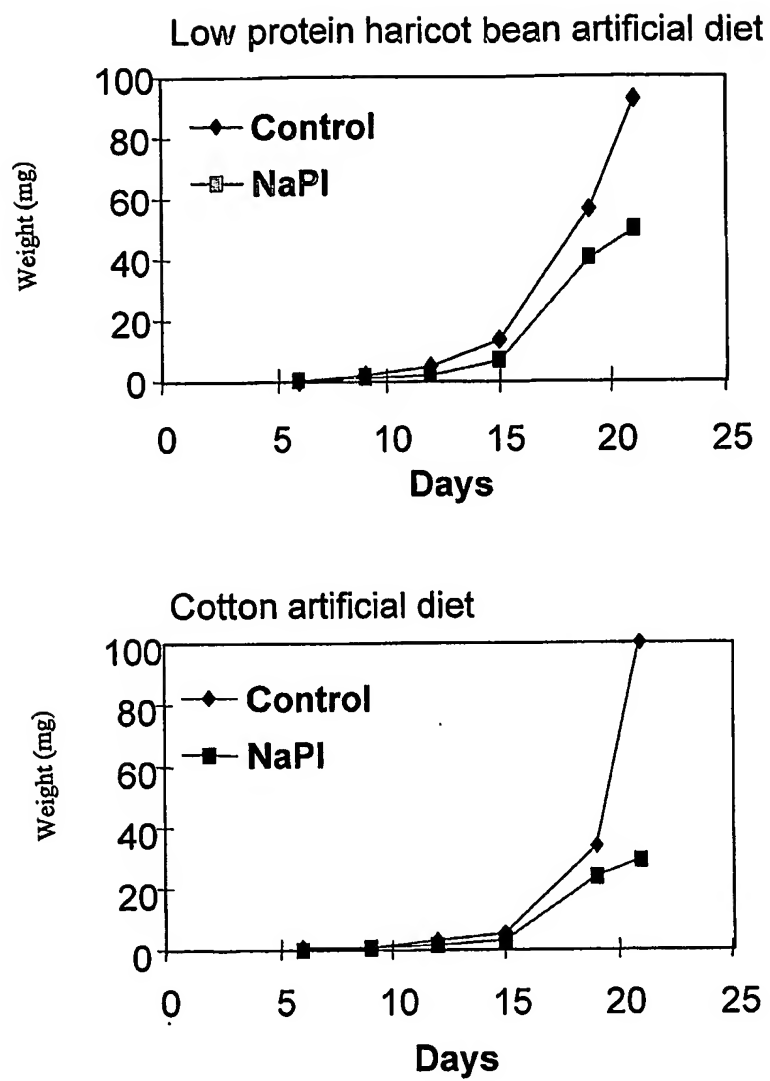 Low protein haricot bean artificial diet
100
80
60
40
20
0
Weight (mg)
Control
NaPI
0 5 10 15 20 25
Days
Cotton artificial diet
100
80
60
40
20
0
Weight (mg)
Control
NaPI
0 5 10 15 20 25
Days